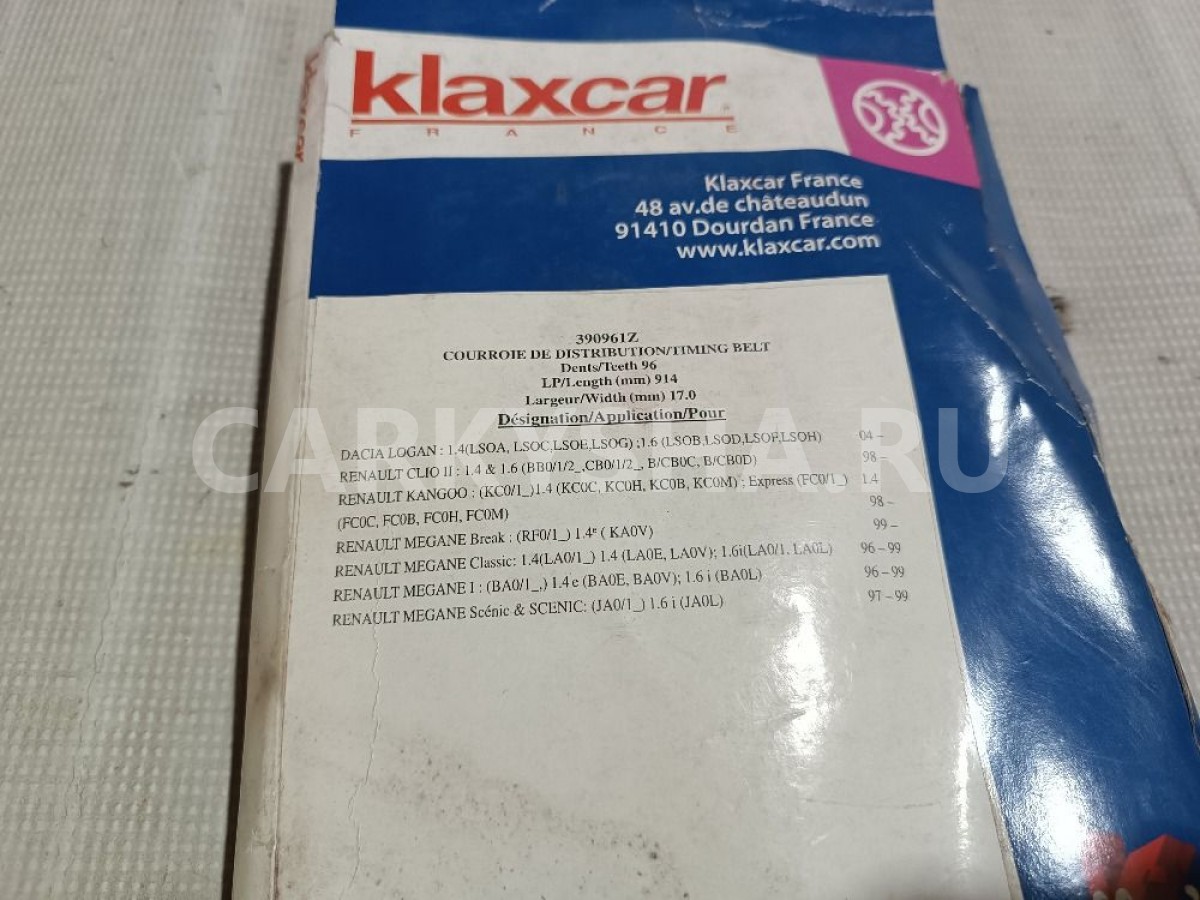 klaxcar
FRANCE
Klaxcar France
48 av.de châteaudun
91410 Dourdan France
www.klaxcar.com
390961Z
COURROIE DE DISTRIBUTION/TIMING BELT
Dents/Teeth 96
LP/Length (mm) 914
Largeur/Width (mm) 17.0
Désignation/Application/Pour
DACIA LOGAN : 1.4(LSOA, LSOC,LSOE,LSOG) ;1.6 (LSOB,LSOD,LSOF,LSOH) 04 –
RENAULT CLIO II : 1.4 & 1.6 (BB0/1/2_,CB0/1/2_, B/CB0C, B/CB0D) 98 –
RENAULT KANGOO : (KC0/1_) 1.4 (KC0C, KC0H, KC0B, KC0M) ; Express (FC0/1_) 1.4
(FC0C, FC0B, FC0H, FC0M) 98 –
RENAULT MEGANE Break : (RF0/1_) 1.4e ( KA0V) 99 –
RENAULT MEGANE Classic: 1.4(LA0/1_) 1.4 (LA0E, LA0V); 1.6i(LA0/1, LA0L) 96 – 99
RENAULT MEGANE I : (BA0/1_,) 1.4 e (BA0E, BA0V); 1.6 i (BA0L) 96 – 99
RENAULT MEGANE Scénic & SCENIC: (JA0/1_) 1.6 i (JA0L) 97 – 99